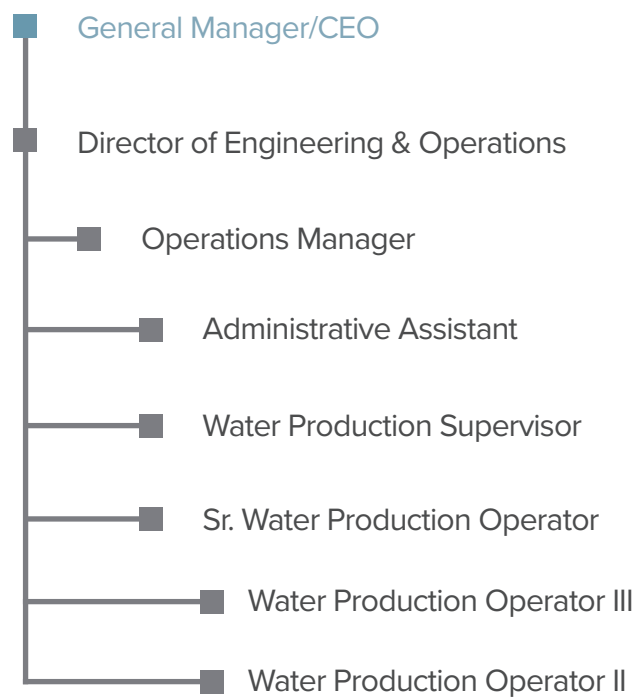 General Manager/CEO
Director of Engineering & Operations
Operations Manager
Administrative Assistant
Water Production Supervisor
Sr. Water Production Operator
Water Production Operator III
Water Production Operator II